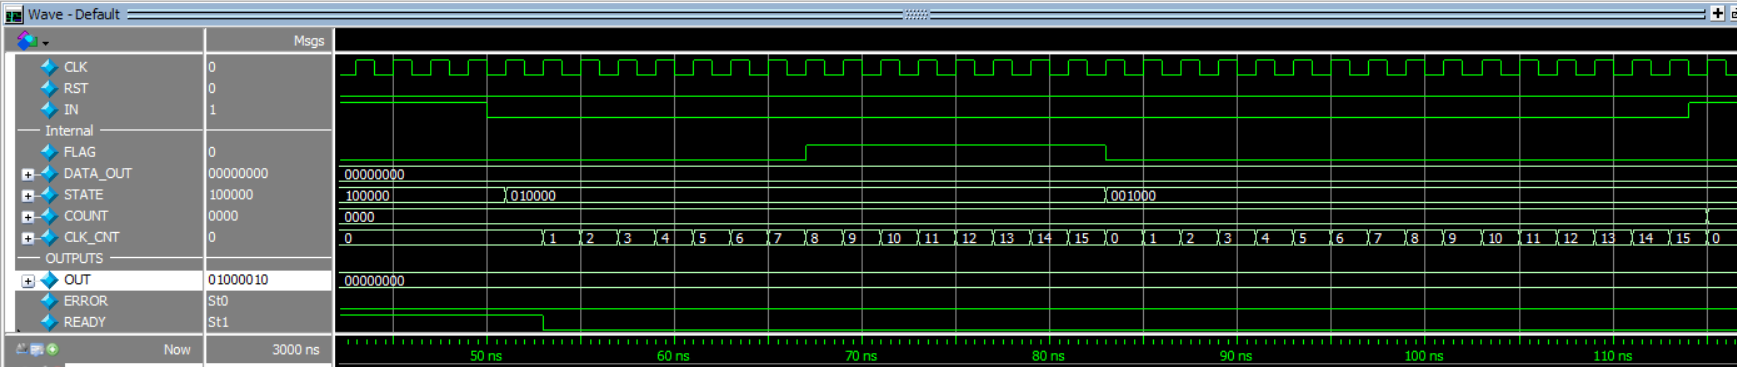 Wave - Default
Msgs
CLK 0
RST 0
IN 1
Internal
FLAG 0
DATA_OUT 00000000 00000000
STATE 100000 100000 010000 001000
COUNT 0000 0000
CLK_CNT 0 0 1 2 3 4 5 6 7 8 9 10 11 12 13 14 15 0 1 2 3 4 5 6 7 8 9 10 11 12 13 14 15 0
OUTPUTS
OUT 01000010 00000000
ERROR St0
READY St1
Now 3000 ns 50 ns 60 ns 70 ns 80 ns 90 ns 100 ns 110 ns